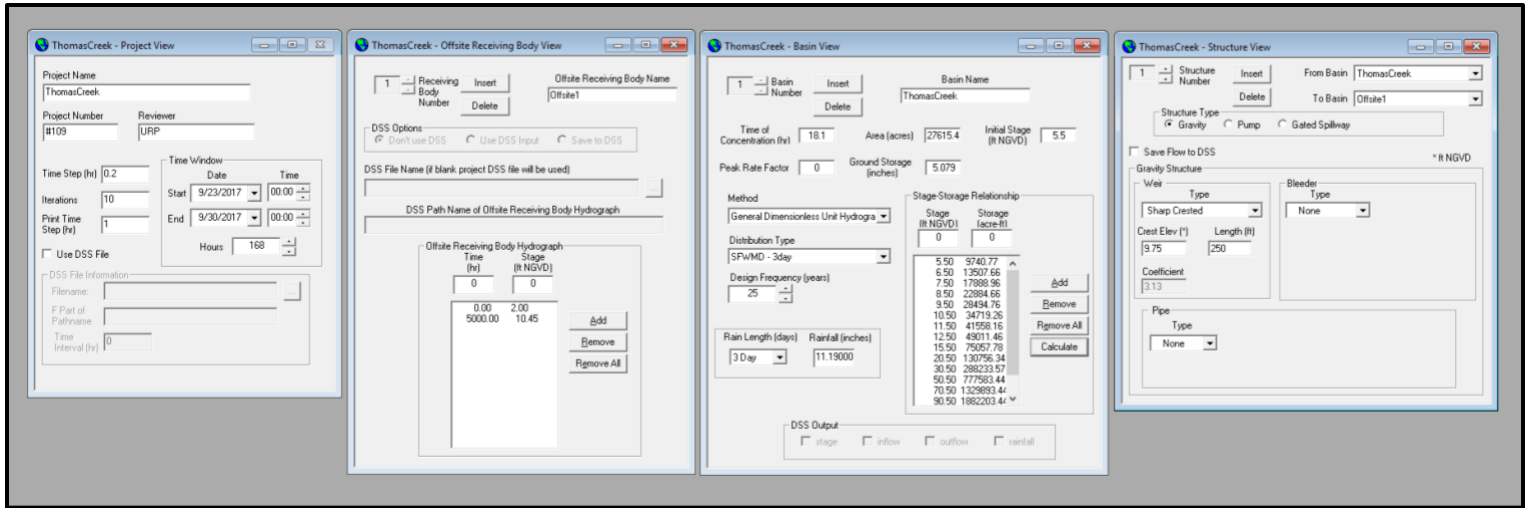 ThomasCreek - Project View
Project Name
ThomasCreek
Project Number Reviewer
#109 URP
Time Step (hr) 0.2
Iterations 10
Print Time Step (hr) 1
Time Window
Date Time
Start 9/23/2017 00:00
End 9/30/2017 00:00
Hours 168
Use DSS File
DSS File Information
Filename: ...
F Part of Pathname
Time Interval (hr) 0
ThomasCreek - Offsite Receiving Body View
1 Receiving Body Number
Insert
Delete
Offsite Receiving Body Name
Offsite1
DSS Options
Don't use DSS Use DSS Input Save to DSS
DSS File Name (if blank project DSS file will be used)
...
DSS Path Name of Offsite Receiving Body Hydrograph
Offsite Receiving Body Hydrograph
Time (hr) Stage (ft NGVD)
0 0
0.00 2.00
5000.00 10.45
Add
Remove
Remove All
ThomasCreek - Basin View
1 Basin Number
Insert
Delete
Basin Name
ThomasCreek
Time of Concentration (hr) 18.1 Area (acres) 27615.4 Initial Stage (ft NGVD) 5.5
Peak Rate Factor 0 Ground Storage (inches) 5.079
Method
General Dimensionless Unit Hydrogra
Distribution Type
SFWMD - 3day
Design Frequency (years)
25
Rain Length (days) Rainfall (inches)
3 Day 11.19000
Stage-Storage Relationship
Stage (ft NGVD) Storage (acre-ft)
0 0
5.50 9740.77
6.50 13507.66
7.50 17888.96
8.50 22884.66
9.50 28494.76
10.50 34719.26
11.50 41558.16
12.50 49011.46
15.50 75057.78
20.50 130756.34
30.50 288233.57
50.50 777583.44
70.50 1329893.44
90.50 1882203.44
Add
Remove
Remove All
Calculate
DSS Output
stage inflow outflow rainfall
ThomasCreek - Structure View
1 Structure Number
Insert
Delete
From Basin ThomasCreek
To Basin Offsite1
Structure Type
Gravity Pump Gated Spillway
Save Flow to DSS
* ft NGVD
Gravity Structure
Weir
Type
Sharp Crested
Crest Elev (*) Length (ft)
9.75 250
Coefficient
3.13
Bleeder
Type
None
Pipe
Type
None